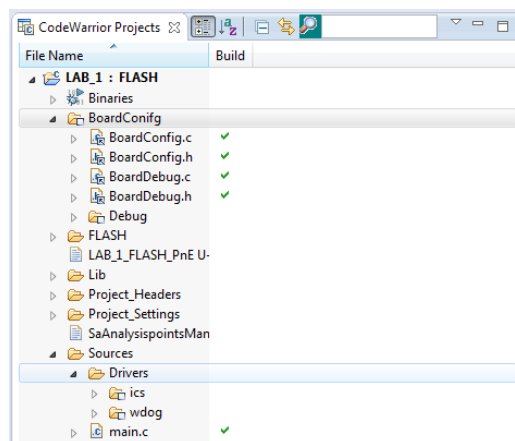 CodeWarrior Projects
File Name Build
LAB_1 : FLASH
Binaries
BoardConifg
BoardConfig.c
BoardConfig.h
BoardDebug.c
BoardDebug.h
Debug
FLASH
LAB_1_FLASH_PnE U-
Lib
Project_Headers
Project_Settings
SaAnalysispointsMan
Sources
Drivers
ics
wdog
main.c